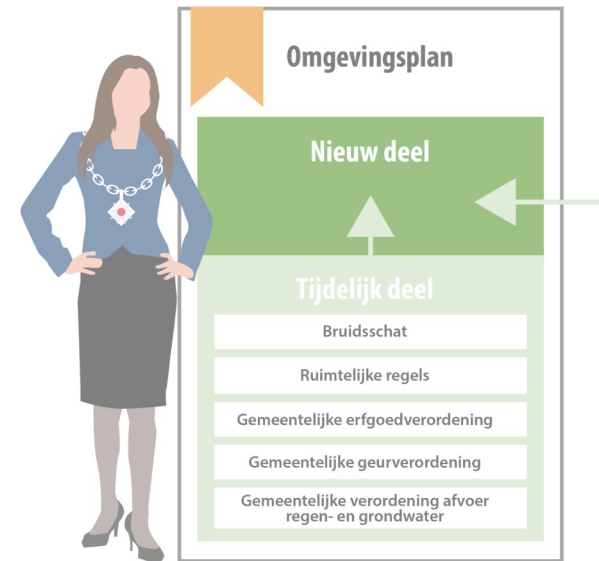 Omgevingsplan
Nieuw deel
Tijdelijk deel
Bruidsschat
Ruimtelijke regels
Gemeentelijke erfgoedverordening
Gemeentelijke geurverordening
Gemeentelijke verordening afvoer
regen- en grondwater